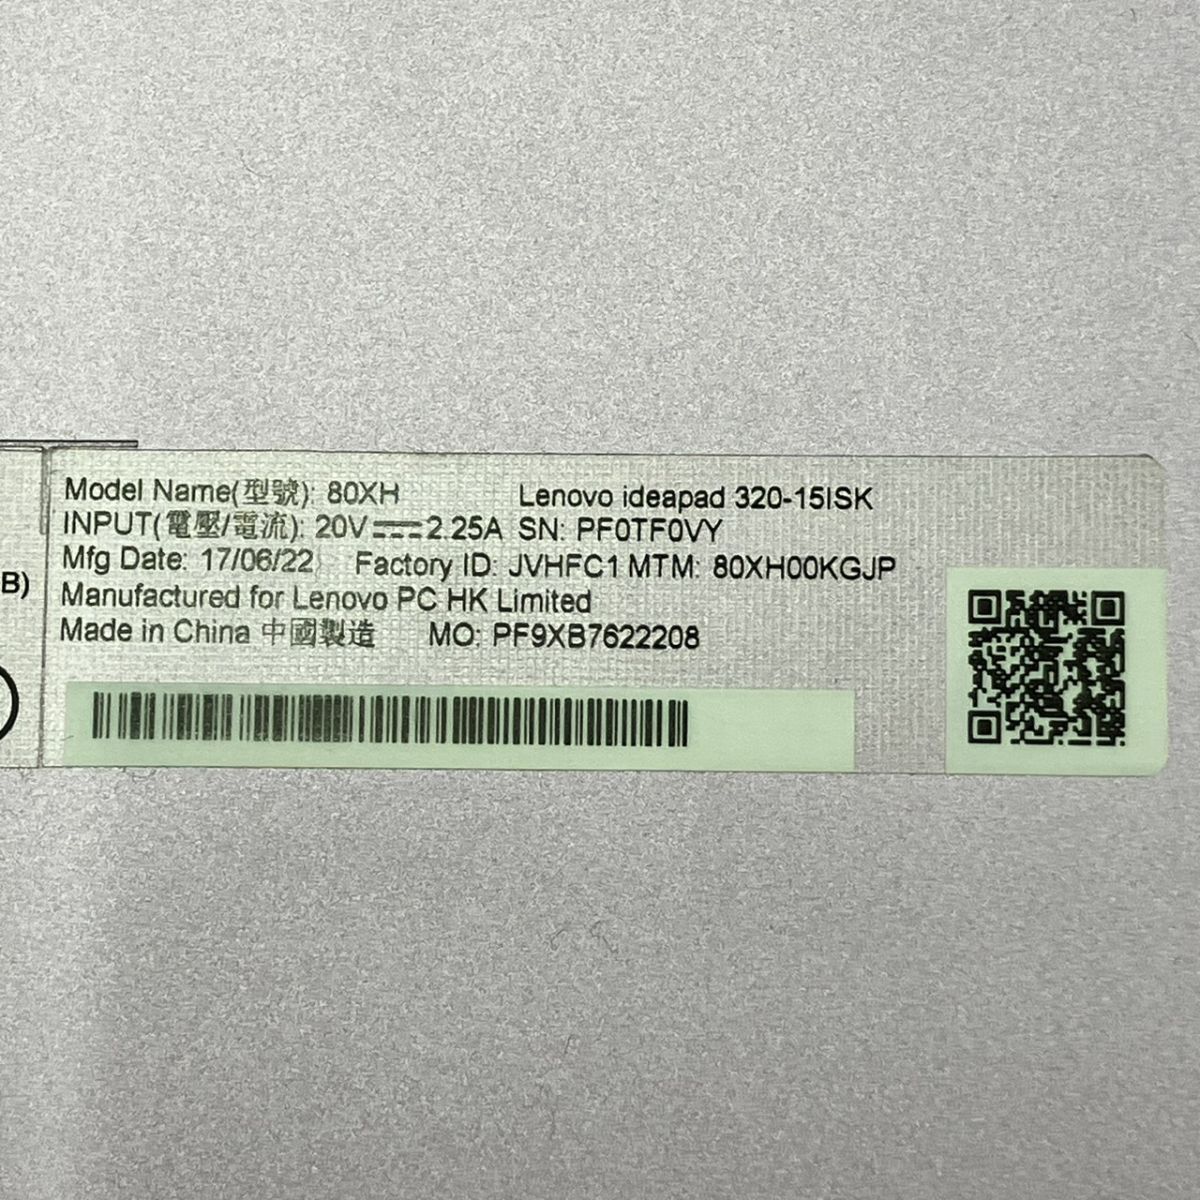 Model Name(型號): 80XH Lenovo ideapad 320-15ISK
INPUT(電壓/電流): 20V⎓2.25A SN: PF0TF0VY
Mfg Date: 17/06/22 Factory ID: JVHFC1 MTM: 80XH00KGJP
B)
Manufactured for Lenovo PC HK Limited
Made in China 中國製造 MO: PF9XB7622208